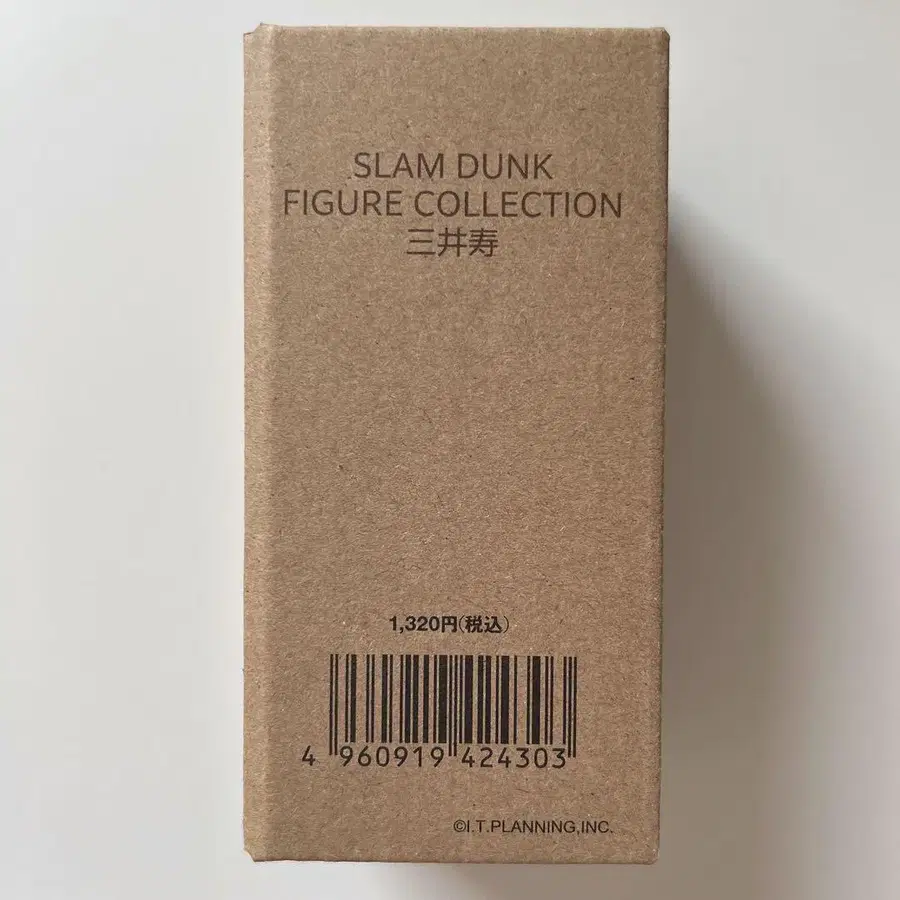 SLAM DUNK
FIGURE COLLECTION
三井寿
1,320円(税込)
4 960919 424303
©I.T.PLANNING,INC.